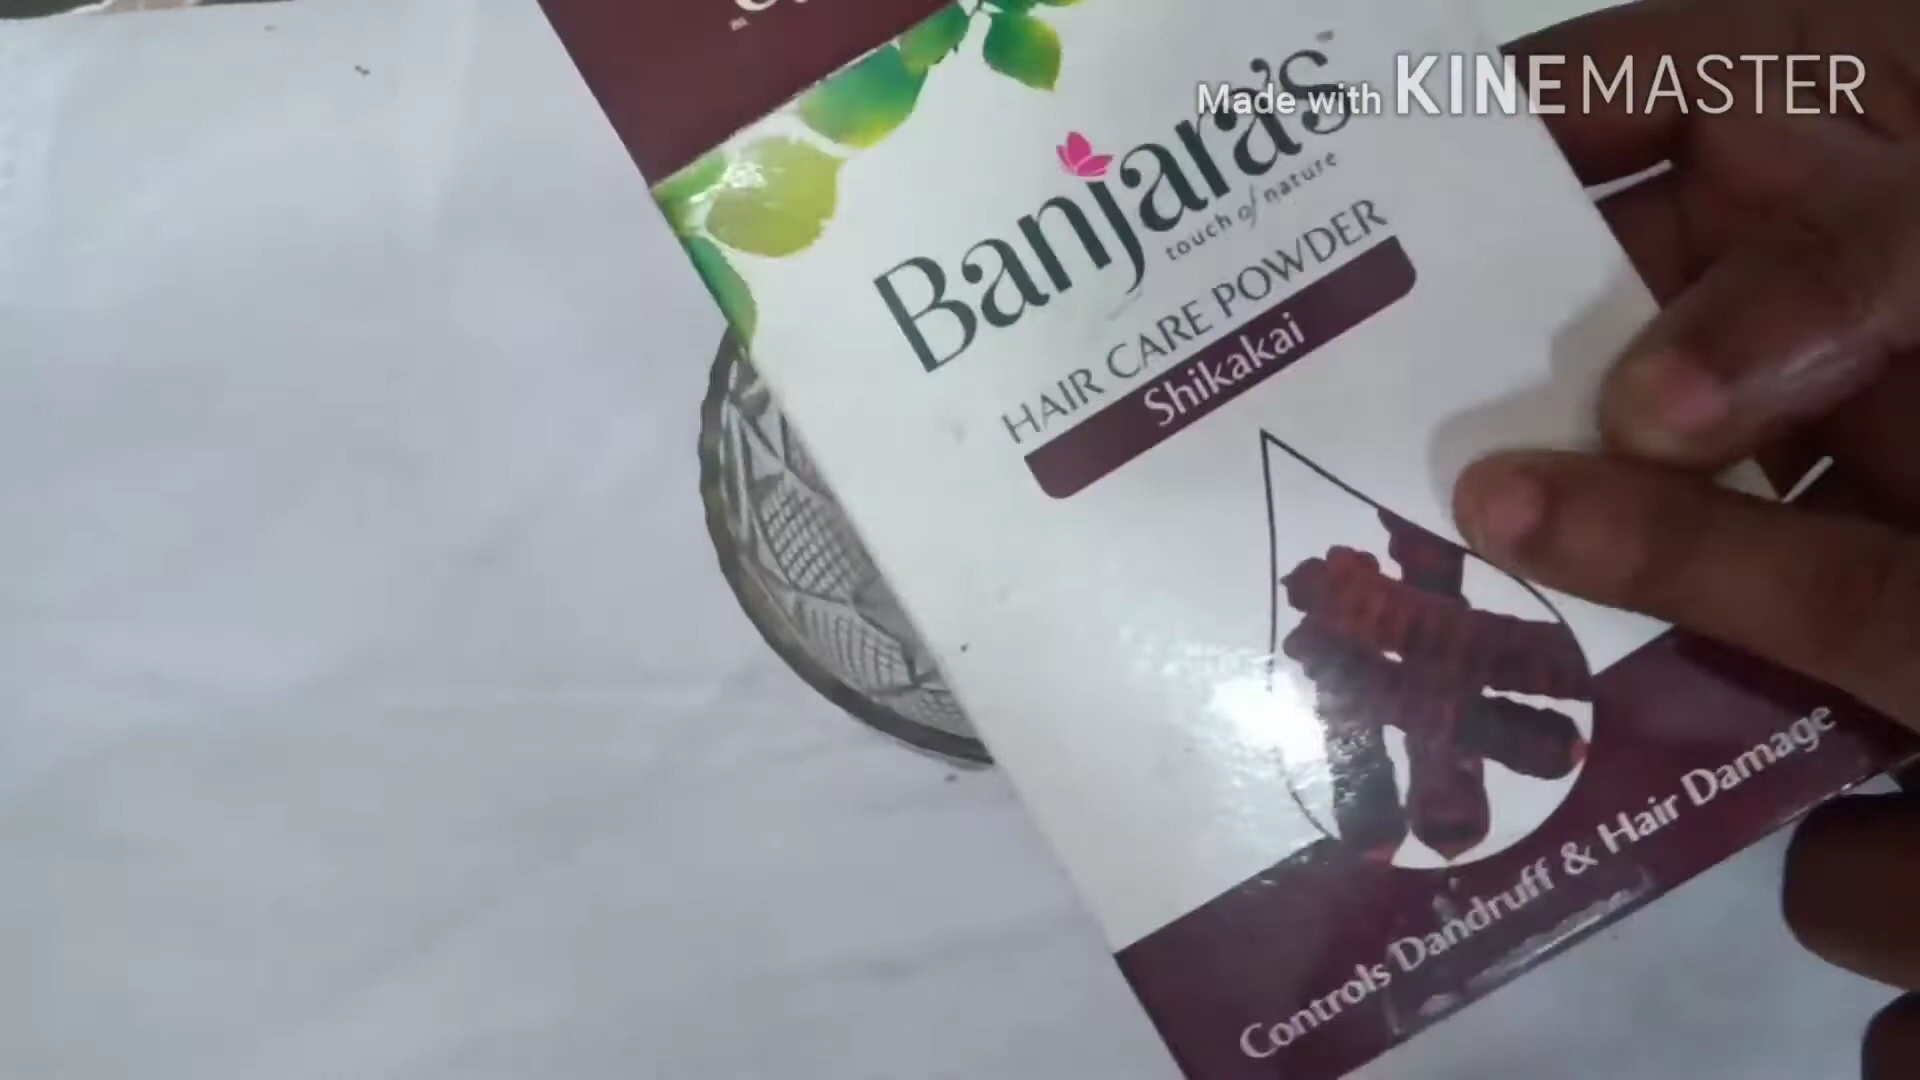 Made with KINEMASTER
Banjara's
touch of nature
HAIR CARE POWDER
Shikakai
Controls Dandruff & Hair Damage